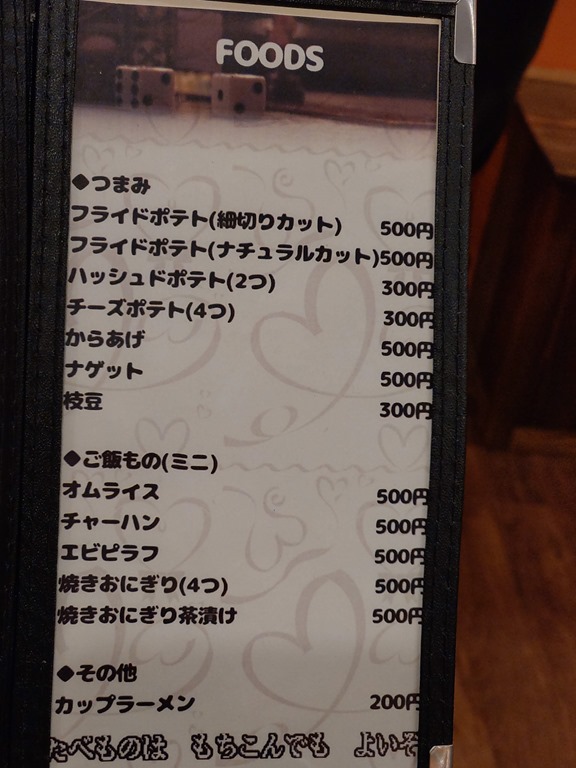 FOODS
◆つまみ
フライドポテト(細切りカット) 500円
フライドポテト(ナチュラルカット)500円
ハッシュドポテト(2つ) 300円
チーズポテト(4つ) 300円
からあげ 500円
ナゲット 500円
枝豆 300円
◆ご飯もの(ミニ)
オムライス 500円
チャーハン 500円
エビピラフ 500円
焼きおにぎり(4つ) 500円
焼きおにぎり茶漬け 500円
◆その他
カップラーメン 200円
たべものは もちこんでも よいぞ